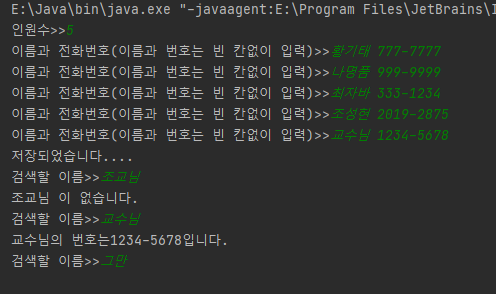 E:\Java\bin\java.exe "-javaagent:E:\Program Files\JetBrains\I
인원수>>5
이름과 전화번호(이름과 번호는 빈 칸없이 입력)>>황기태 777-7777
이름과 전화번호(이름과 번호는 빈 칸없이 입력)>>나명품 999-9999
이름과 전화번호(이름과 번호는 빈 칸없이 입력)>>최자바 333-1234
이름과 전화번호(이름과 번호는 빈 칸없이 입력)>>조성현 2019-2875
이름과 전화번호(이름과 번호는 빈 칸없이 입력)>>교수님 1234-5678
저장되었습니다....
검색할 이름>>조교님
조교님 이 없습니다.
검색할 이름>>교수님
교수님의 번호는1234-5678입니다.
검색할 이름>>그만